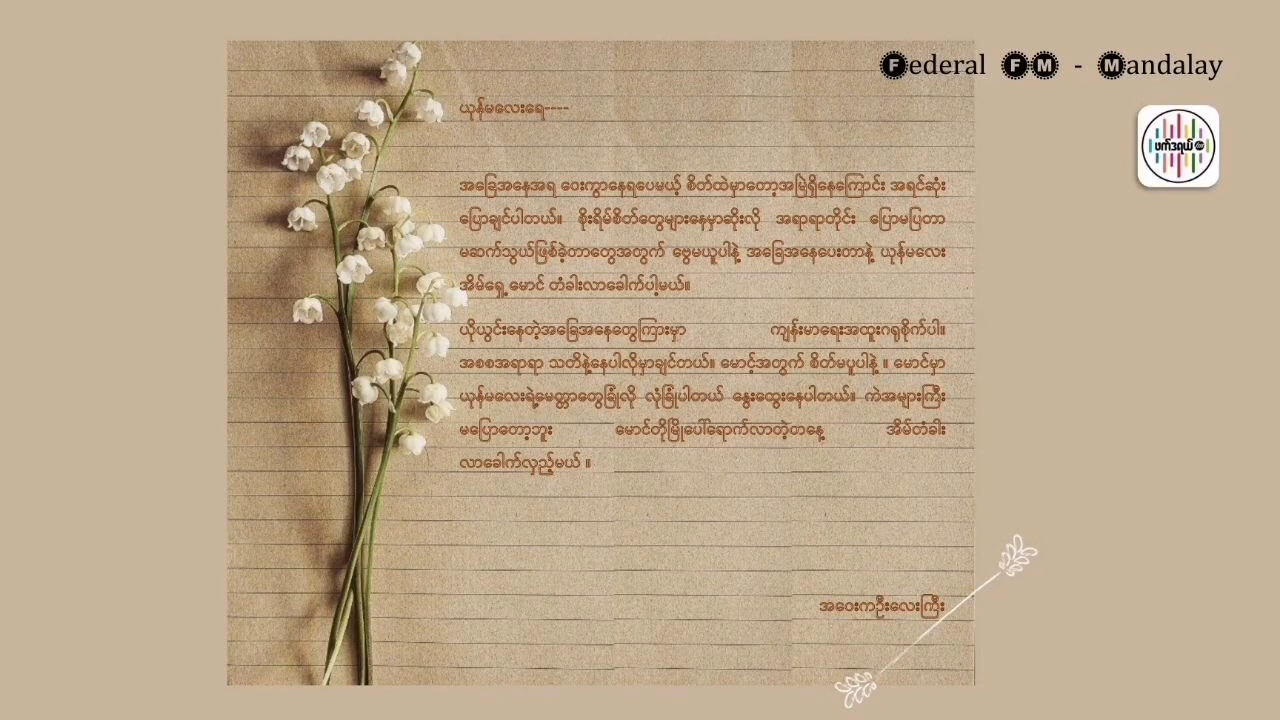 Federal FM - Mandalay
ဖက်ဒရယ် FM
ယုန်မလေးရေ----
အခြေအနေအရ ဝေးကွာနေရပေမယ့် စိတ်ထဲမှာတော့အမြဲရှိနေကြောင်း အရင်ဆုံး
ပြောချင်ပါတယ်။ စိုးရိမ်စိတ်တွေများနေမှာဆိုးလို့ အရာရာတိုင်း ပြောမပြတာ
မဆက်သွယ်ဖြစ်ခဲ့တာတွေအတွက် ဗွေမယူပါနဲ့ အခြေအနေပေးတာနဲ့ ယုန်မလေး
အိမ်ရှေ့ မောင် တံခါးလာခေါက်ပါ့မယ်။
ယိုယွင်းနေတဲ့အခြေအနေတွေကြားမှာ ကျန်းမာရေးအထူးဂရုစိုက်ပါ။
အစစအရာရာ သတိနဲ့နေပါလို့မှာချင်တယ်။ မောင့်အတွက် စိတ်မပူပါနဲ့ ။ မောင်မှာ
ယုန်မလေးရဲ့မေတ္တာတွေခြုံလို့ လုံခြုံပါတယ် နွေးထွေးနေပါတယ်။ ကဲအများကြီး
မပြောတော့ဘူး မောင်တို့မြို့ပေါ်ရောက်လာတဲ့တနေ့ အိမ်တံခါး
လာခေါက်လှည့်မယ် ။
အဝေးကဦးလေးကြီး